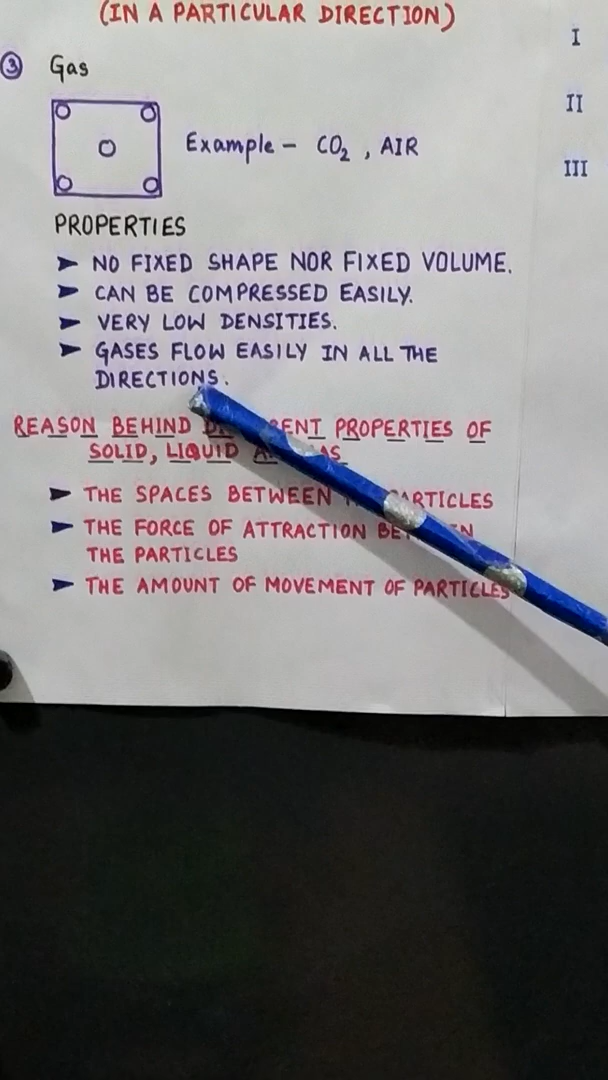 (IN A PARTICULAR DIRECTION)
I
③ Gas
II
Example - CO₂ , AIR
III
PROPERTIES
➤ NO FIXED SHAPE NOR FIXED VOLUME.
➤ CAN BE COMPRESSED EASILY.
➤ VERY LOW DENSITIES.
➤ GASES FLOW EASILY IN ALL THE
DIRECTIONS.
REASON BEHIND PROPERTIES OF
SOLID, LIQUID
➤ THE SPACES BETWEEN PARTICLES
➤ THE FORCE OF ATTRACTION
THE PARTICLES
➤ THE AMOUNT OF MOVEMENT OF PARTICLES